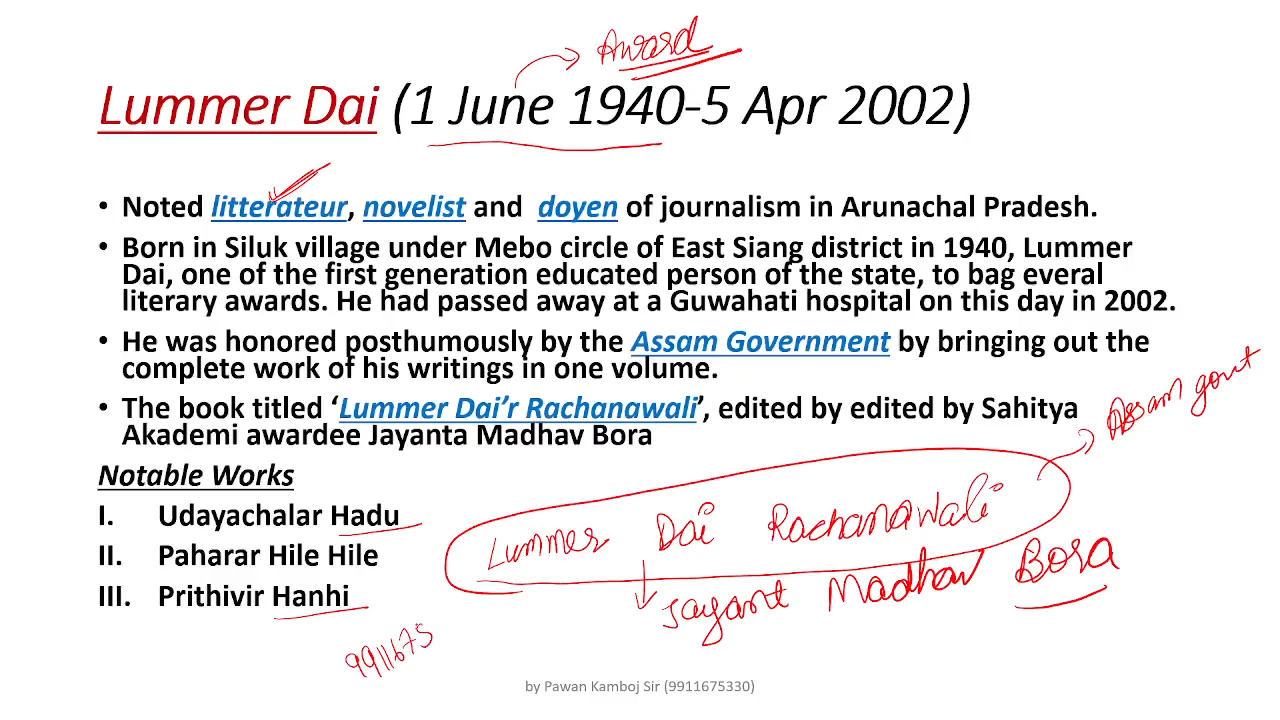 Award
Lummer Dai (1 June 1940-5 Apr 2002)
• Noted litterateur, novelist and doyen of journalism in Arunachal Pradesh.
• Born in Siluk village under Mebo circle of East Siang district in 1940, Lummer
Dai, one of the first generation educated person of the state, to bag everal
literary awards. He had passed away at a Guwahati hospital on this day in 2002.
• He was honored posthumously by the Assam Government by bringing out the
complete work of his writings in one volume.
• The book titled ‘Lummer Dai’r Rachanawali’, edited by edited by Sahitya
Akademi awardee Jayanta Madhav Bora
Assam govt
Notable Works
I. Udayachalar Hadu
II. Paharar Hile Hile
III. Prithivir Hanhi
Lummer Dai Rachanawali
Jayant Madhav Bora
9911675
by Pawan Kamboj Sir (9911675330)